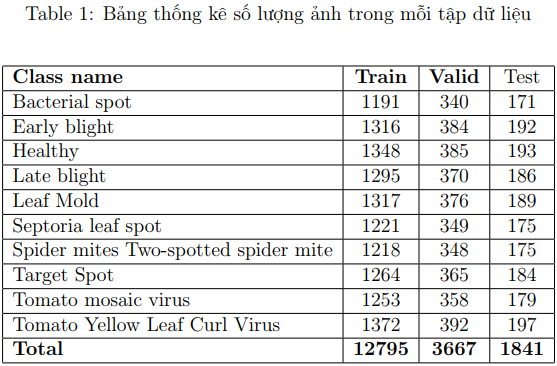 Table 1: Bảng thống kê số lượng ảnh trong mỗi tập dữ liệu
Class name Train Valid Test
Bacterial spot 1191 340 171
Early blight 1316 384 192
Healthy 1348 385 193
Late blight 1295 370 186
Leaf Mold 1317 376 189
Septoria leaf spot 1221 349 175
Spider mites Two-spotted spider mite 1218 348 175
Target Spot 1264 365 184
Tomato mosaic virus 1253 358 179
Tomato Yellow Leaf Curl Virus 1372 392 197
Total 12795 3667 1841